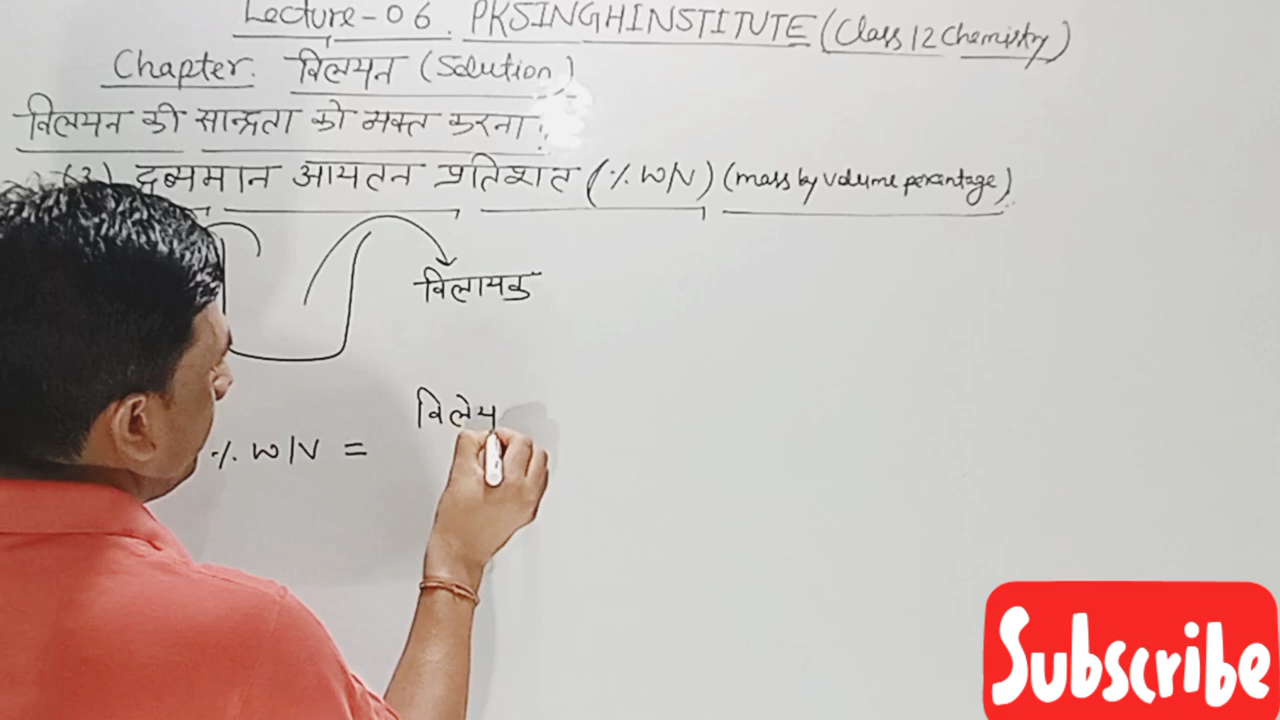 Lecture-06. PKSINGHINSTITUTE (Class 12 Chemistry)
Chapter. विलयन (Solution)
विलयन की सान्द्रता को व्यक्त करना:
(3) द्रव्यमान आयतन प्रतिशत (% W/V) (mass by volume percentage)
विलायक
% W/V =
विलेय
Subscribe